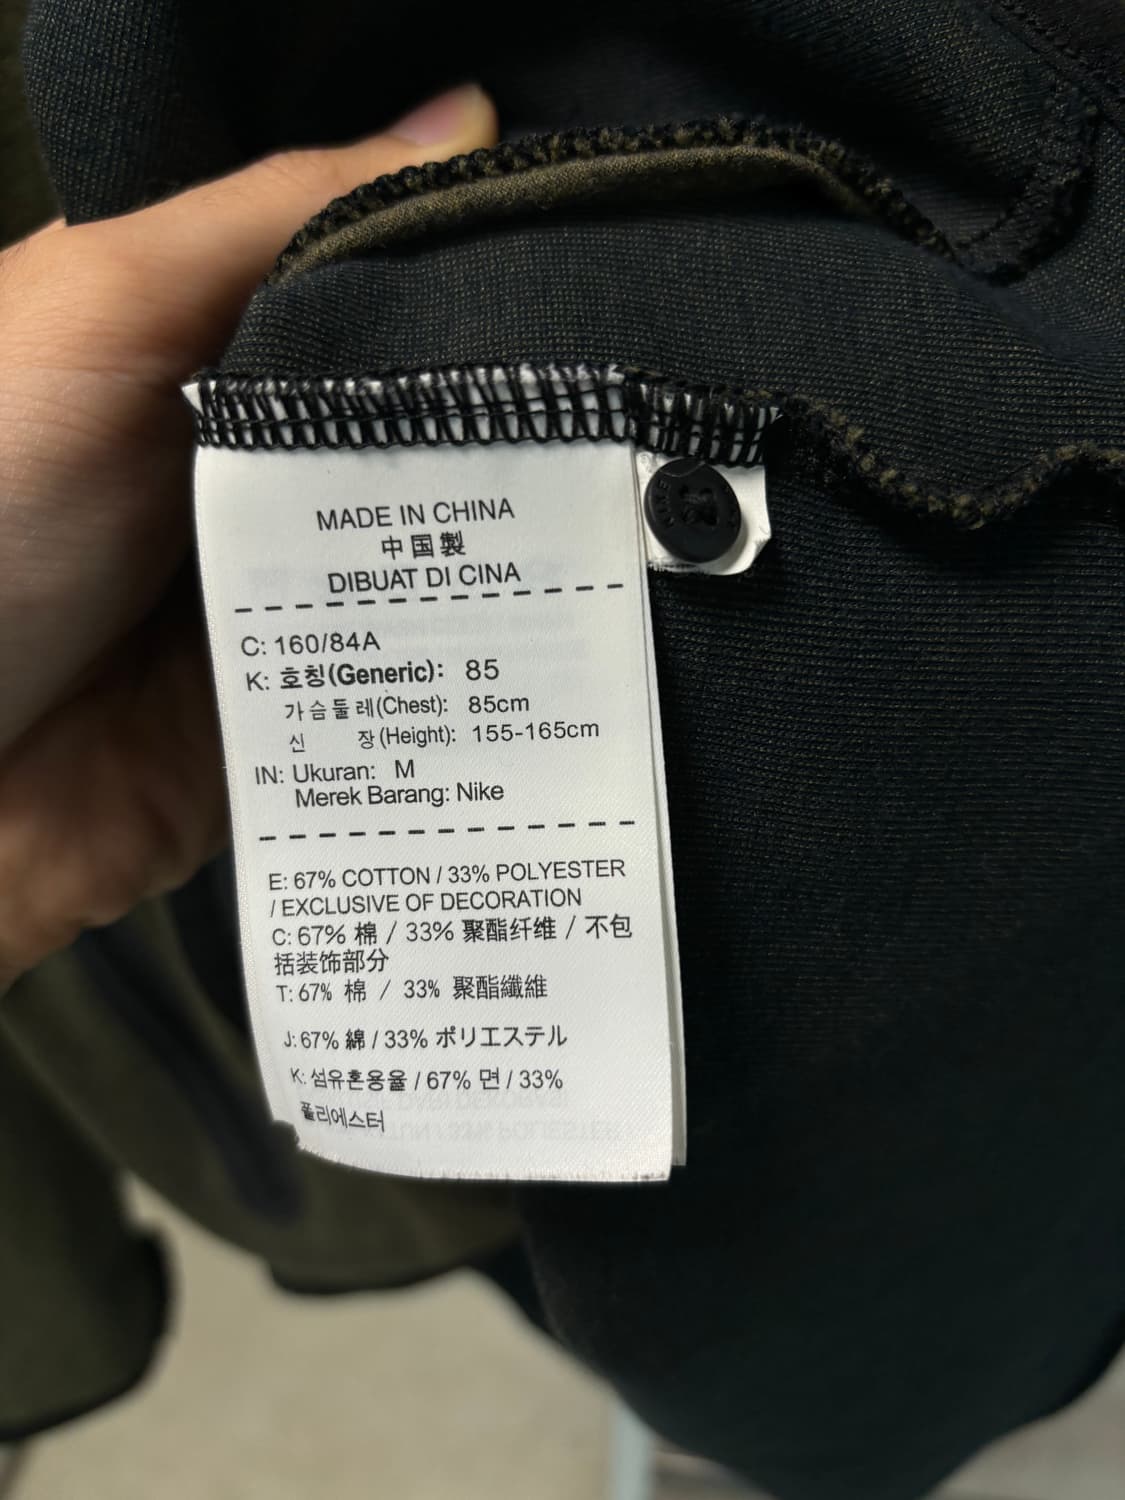 MADE IN CHINA
中国製
DIBUAT DI CINA
C: 160/84A
K: 호칭(Generic): 85
가슴둘레(Chest): 85cm
신 장(Height): 155-165cm
IN: Ukuran: M
Merek Barang: Nike
E: 67% COTTON / 33% POLYESTER
/ EXCLUSIVE OF DECORATION
C: 67% 棉 / 33% 聚酯纤维 / 不包
括装饰部分
T: 67% 棉 / 33% 聚酯纖維
J: 67% 綿 / 33% ポリエステル
K: 섬유혼용율 / 67% 면 / 33%
폴리에스터